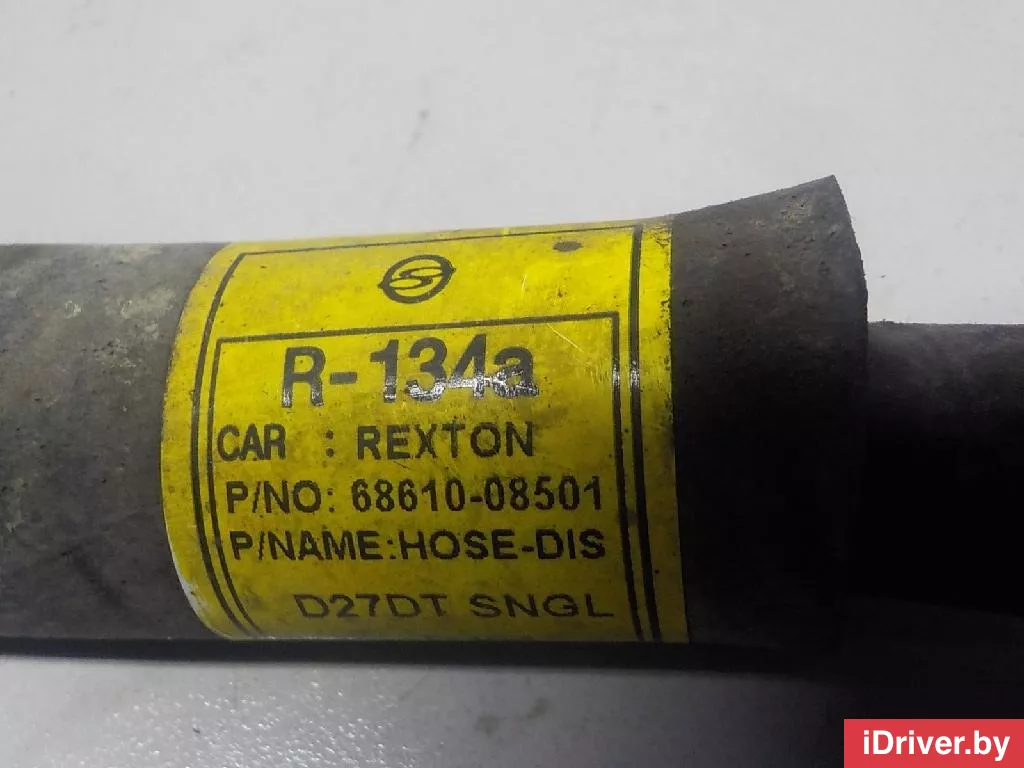 R-134a
CAR : REXTON
P/NO: 68610-08501
P/NAME:HOSE-DIS
D27DT SNGL
iDriver.by